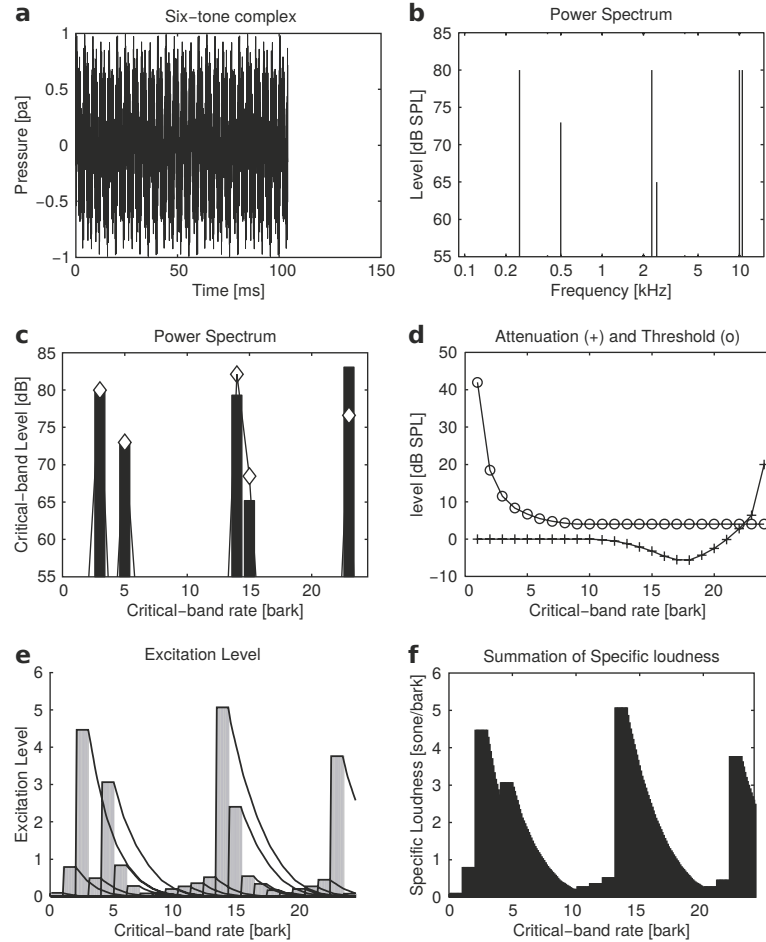 a
Six−tone complex
1
0.5
0
−0.5
−1
Pressure [pa]
0 50 100 150
Time [ms]
b
Power Spectrum
85
80
75
70
65
60
55
Level [dB SPL]
0.1 0.2 0.5 1 2 5 10
Frequency [kHz]
c
Power Spectrum
85
80
75
70
65
60
55
Critical−band Level [dB]
0 5 10 15 20
Critical−band rate [bark]
d
Attenuation (+) and Threshold (o)
50
40
30
20
10
0
−10
level [dB SPL]
0 5 10 15 20
Critical−band rate [bark]
e
Excitation Level
6
5
4
3
2
1
0
Excitation Level
0 5 10 15 20
Critical−band rate [bark]
f
Summation of Specific loudness
6
5
4
3
2
1
0
Specific Loudness [sone/bark]
0 5 10 15 20
Critical−band rate [bark]